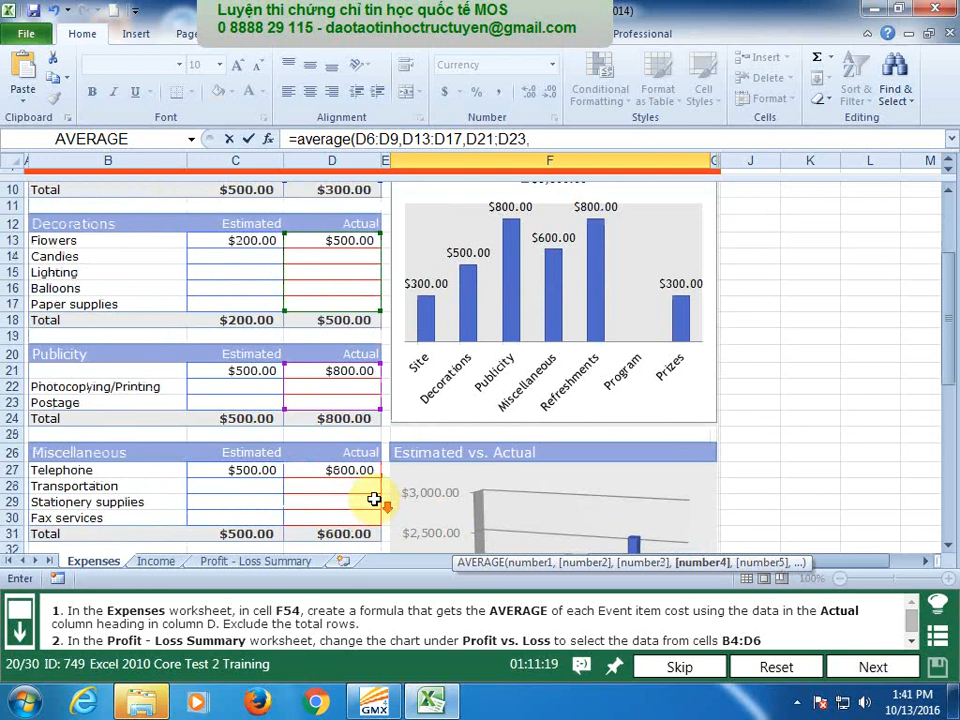 Luyện thi chứng chỉ tin học quốc tế MOS
0 8888 29 115 - daotaotinhoctructuyen@gmail.com
014)
File Home Insert Pa Professional
Paste
Clipboard
10
Font
Alignment
Currency
Number
Conditional Formatting
Format as Table
Cell Styles
Styles
Insert
Delete
Format
Cells
Find & Select
Editing
AVERAGE =average(D6:D9,D13:D17,D21:D23,
A B C D E F G J K L M
10 Total $500.00 $300.00
11
12 Decorations Estimated Actual
13 Flowers $200.00 $500.00
14 Candies
15 Lighting
16 Balloons
17 Paper supplies
18 Total $200.00 $500.00
19
20 Publicity Estimated Actual
21 $500.00 $800.00
22 Photocopying/Printing
23 Postage
24 Total $500.00 $800.00
25
26 Miscellaneous Estimated Actual
27 Telephone $500.00 $600.00
28 Transportation
29 Stationery supplies
30 Fax services
31 Total $500.00 $600.00
32
$300.00 $500.00 $800.00 $600.00 $800.00 $300.00
Site Decorations Publicity Miscellaneous Refreshments Program Prizes
Estimated vs. Actual
$3,000.00
$2,500.00
Expenses Income Profit - Loss Summary
AVERAGE(number1, [number2], [number3], [number4], [number5], ...)
Enter 100%
1. In the Expenses worksheet, in cell F54, create a formula that gets the AVERAGE of each Event item cost using the data in the Actual
column heading in column D. Exclude the total rows.
2. In the Profit - Loss Summary worksheet, change the chart under Profit vs. Loss to select the data from cells B4:D6
20/30 ID: 749 Excel 2010 Core Test 2 Training 01:11:19 Skip Reset Next
GMX
1:41 PM
10/13/2016